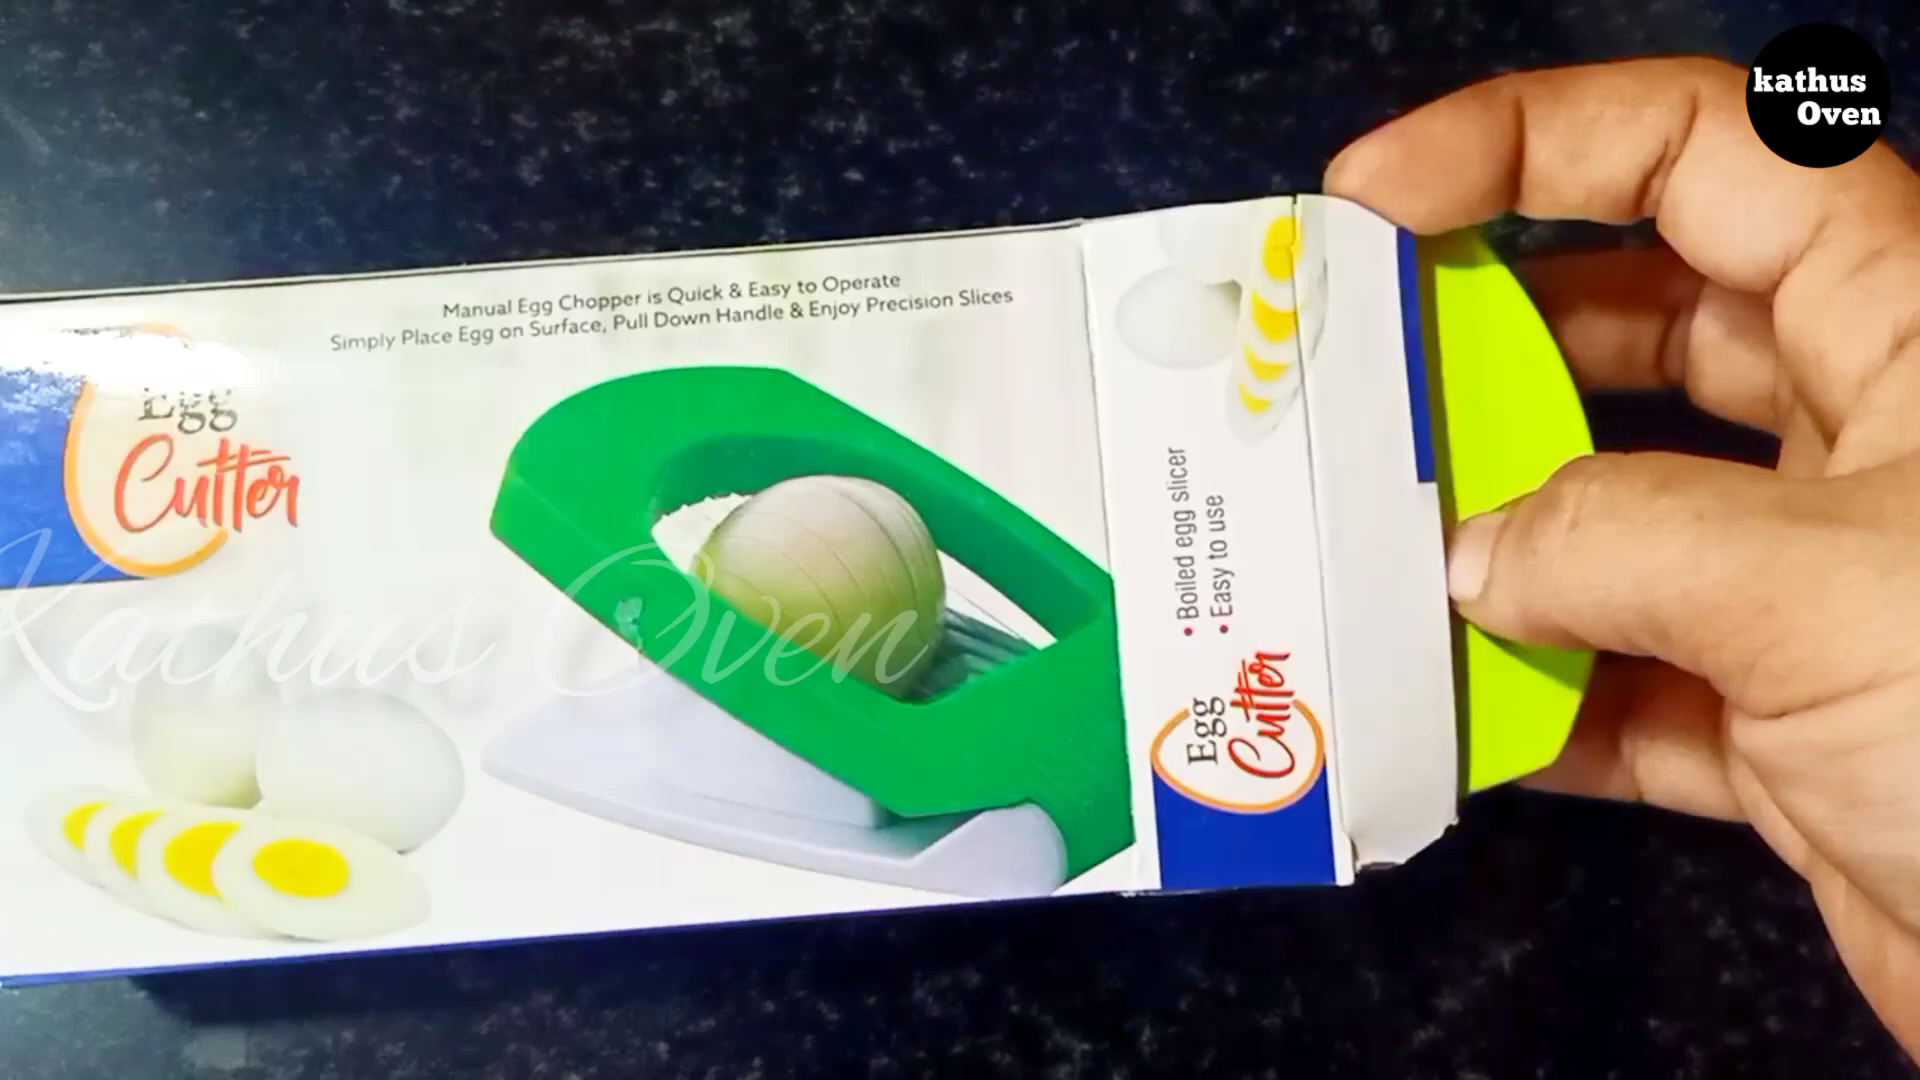 kathus
Oven
Manual Egg Chopper is Quick & Easy to Operate
Simply Place Egg on Surface, Pull Down Handle & Enjoy Precision Slices
Egg
Cutter
Kathus Oven
• Boiled egg slicer
• Easy to use
Egg
Cutter